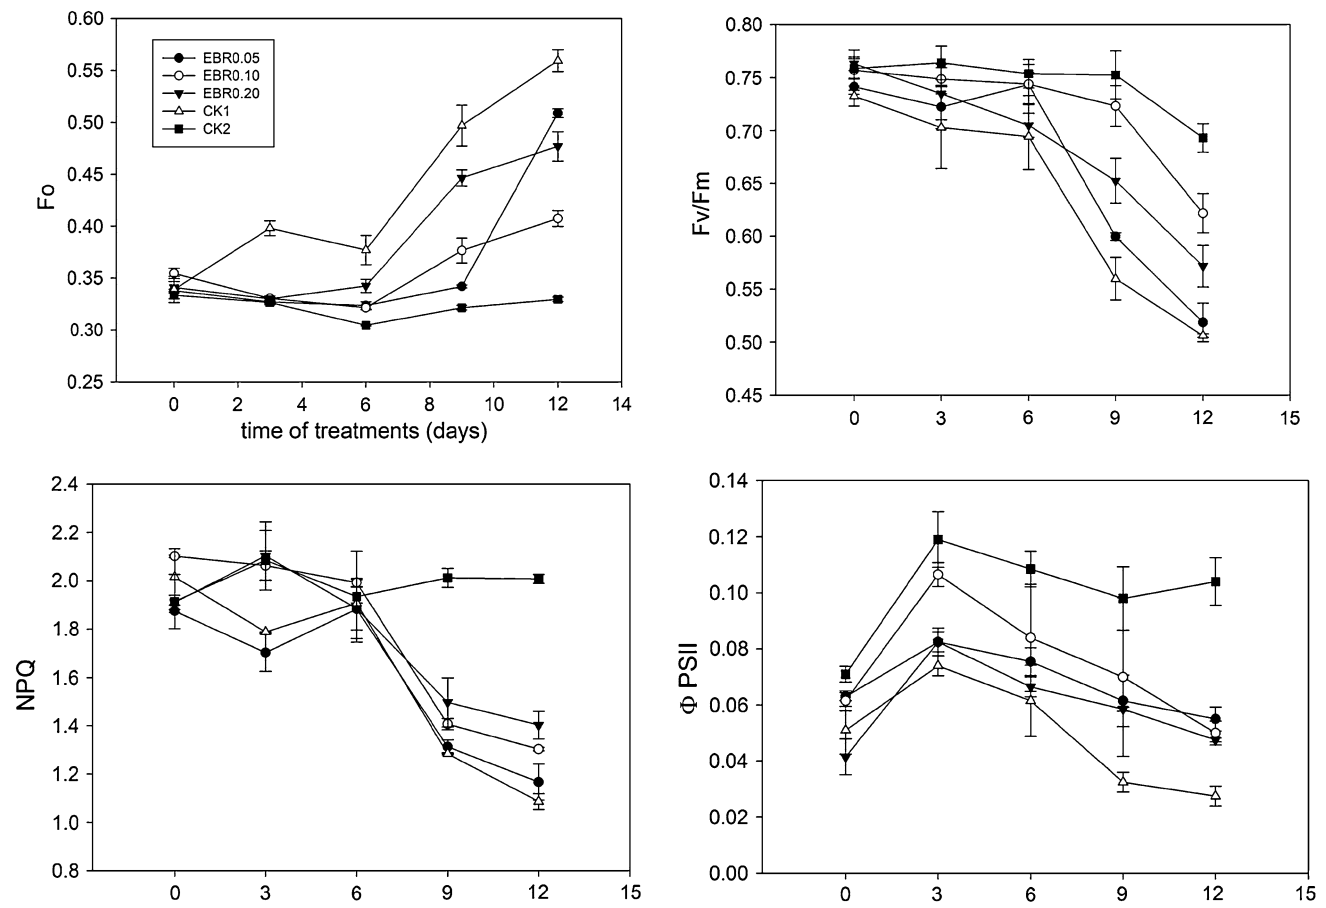 0.60
0.55
0.50
0.45
0.40
0.35
0.30
0.25
Fo
EBR0.05
EBR0.10
EBR0.20
CK1
CK2
0 2 4 6 8 10 12 14
time of treatments (days)
0.80
0.75
0.70
0.65
0.60
0.55
0.50
0.45
Fv/Fm
0 3 6 9 12 15
2.4
2.2
2.0
1.8
1.6
1.4
1.2
1.0
0.8
NPQ
0 3 6 9 12 15
0.14
0.12
0.10
0.08
0.06
0.04
0.02
0.00
Φ PSII
0 3 6 9 12 15